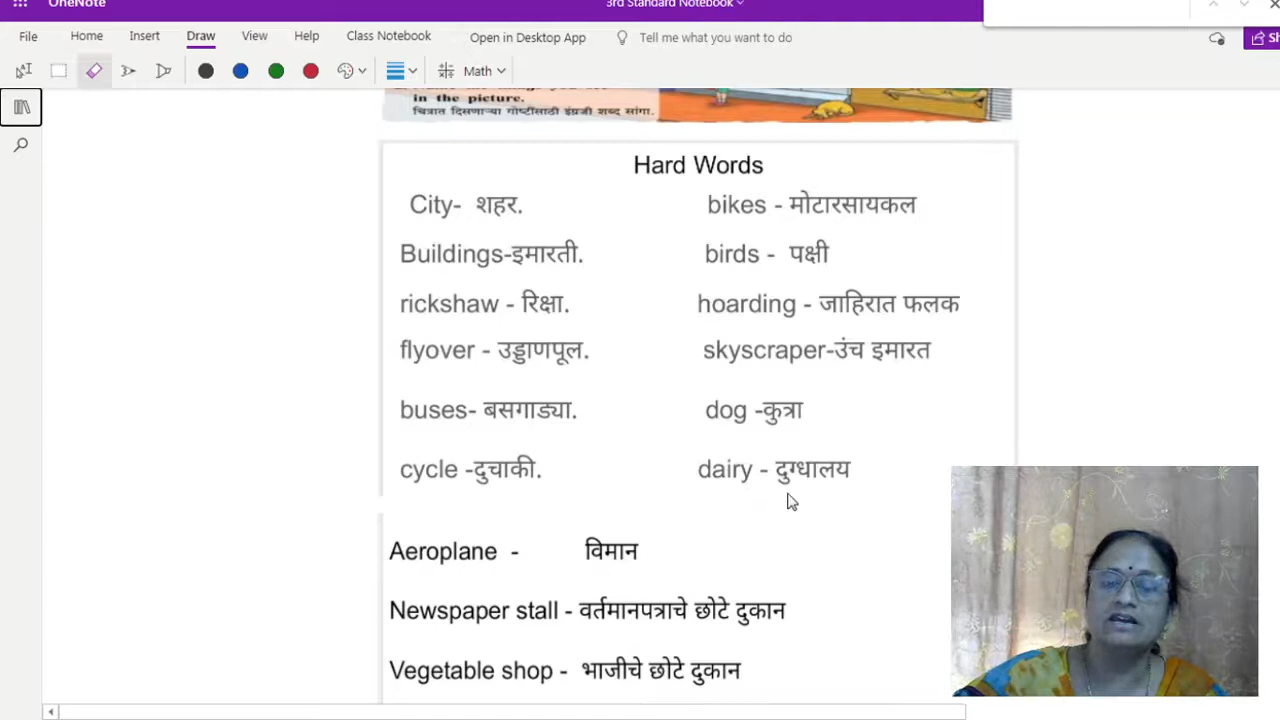 OneNote
3rd Standard Notebook
File Home Insert Draw View Help Class Notebook Open in Desktop App Tell me what you want to do
Math
in the picture.
चित्रात दिसणाऱ्या गोष्टींसाठी इंग्रजी शब्द सांगा.
Hard Words
City- शहर. bikes - मोटारसायकल
Buildings-इमारती. birds - पक्षी
rickshaw - रिक्षा. hoarding - जाहिरात फलक
flyover - उड्डाणपूल. skyscraper-उंच इमारत
buses- बसगाड्या. dog -कुत्रा
cycle -दुचाकी. dairy - दुग्धालय
Aeroplane - विमान
Newspaper stall - वर्तमानपत्राचे छोटे दुकान
Vegetable shop - भाजीचे छोटे दुकान